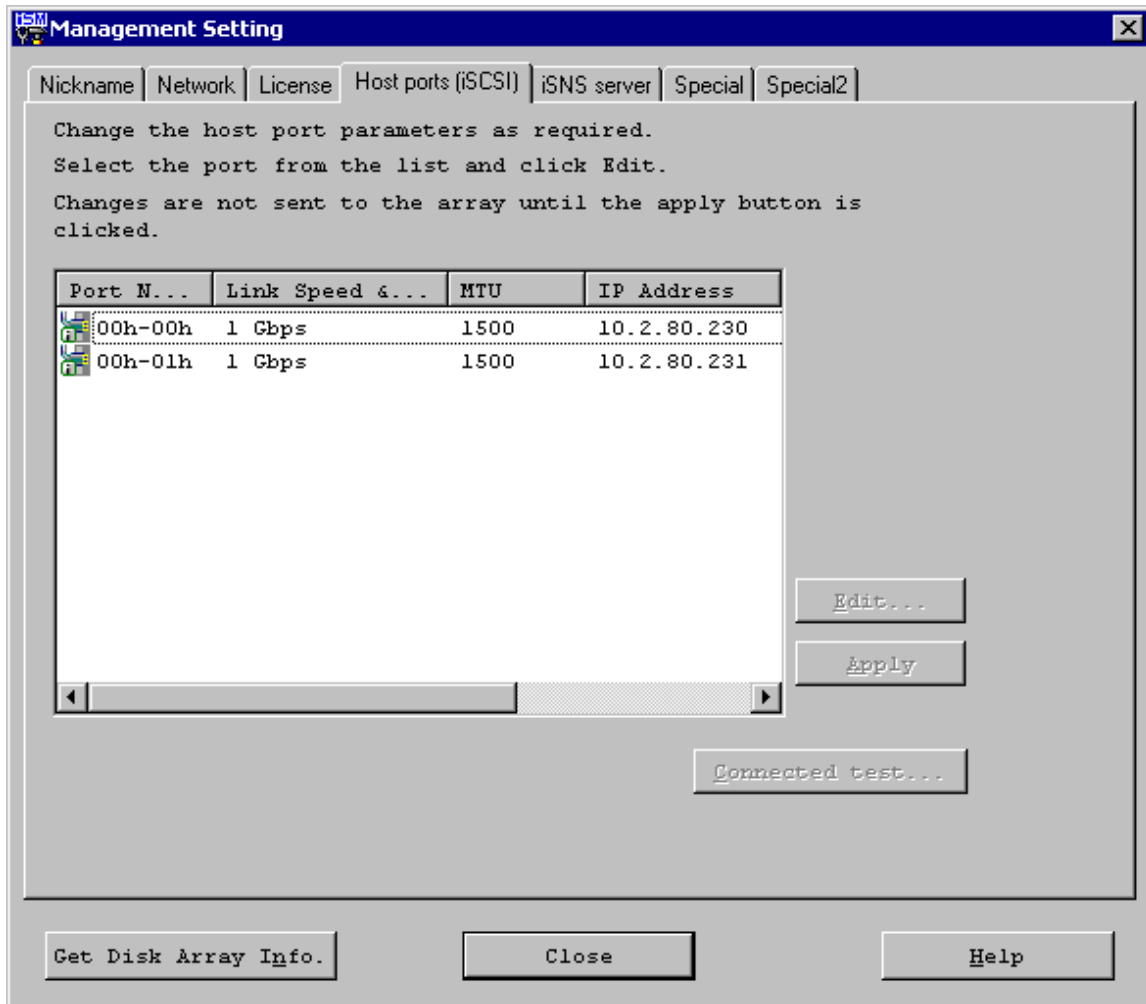 iSM
Management Setting
Nickname Network License Host ports (iSCSI) iSNS server Special Special2
Change the host port parameters as required.
Select the port from the list and click Edit.
Changes are not sent to the array until the apply button is
clicked.
Port N... Link Speed &... MTU IP Address
00h-00h 1 Gbps 1500 10.2.80.230
00h-01h 1 Gbps 1500 10.2.80.231
Edit...
Apply
Connected test...
Get Disk Array Info. Close Help